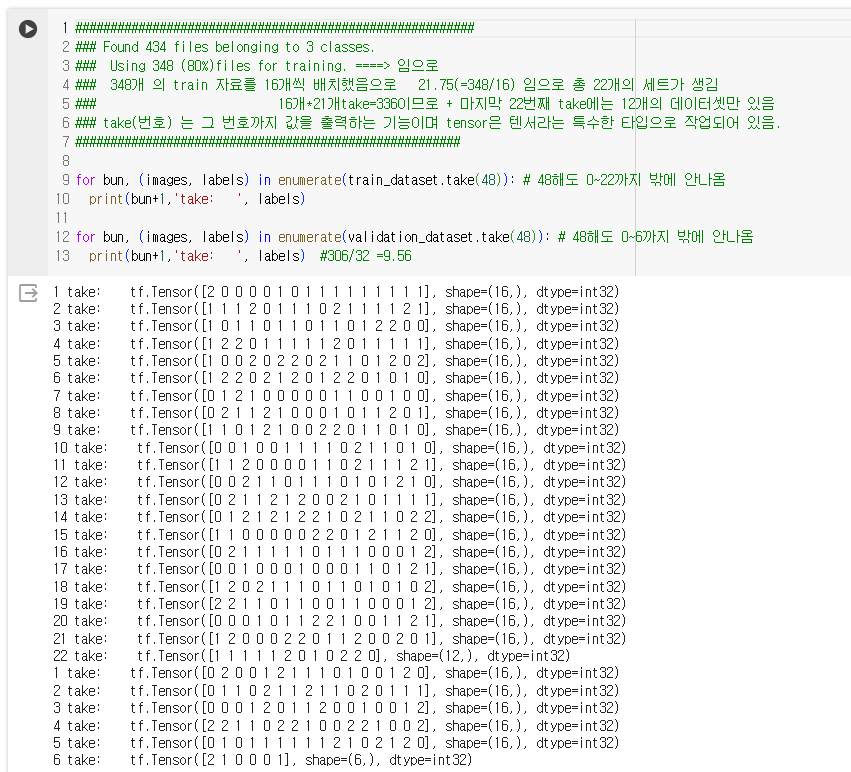 1 ##############################################################
2 ### Found 434 files belonging to 3 classes.
3 ###  Using 348 (80%)files for training. ====> 임으로
4 ###  348개 의 train 자료를 16개씩 배치했음으로   21.75(=348/16) 임으로 총 22개의 세트가 생김
5 ###                            16개*21개take=336이므로 + 마지막 22번째 take에는 12개의 데이터셋만 있음
6 ### take(번호) 는 그 번호까지 값을 출력하는 기능이며 tensor은 텐서라는 특수한 타입으로 작업되어 있음.
7 ############################################################
8
9 for bun, (images, labels) in enumerate(train_dataset.take(48)): # 48해도 0~22까지 밖에 안나옴
10   print(bun+1,'take:   ', labels)
11
12 for bun, (images, labels) in enumerate(validation_dataset.take(48)): # 48해도 0~6까지 밖에 안나옴
13   print(bun+1,'take:   ', labels)  #306/32 =9.56
1 take:    tf.Tensor([2 0 0 0 0 1 0 1 1 1 1 1 1 1 1 1], shape=(16,), dtype=int32)
2 take:    tf.Tensor([1 1 1 2 0 1 1 1 0 2 1 1 1 1 2 1], shape=(16,), dtype=int32)
3 take:    tf.Tensor([1 0 1 1 0 1 1 0 1 1 0 1 2 2 0 0], shape=(16,), dtype=int32)
4 take:    tf.Tensor([1 2 2 0 1 1 1 1 1 2 0 1 1 1 1 1], shape=(16,), dtype=int32)
5 take:    tf.Tensor([1 0 0 2 0 2 2 0 2 1 1 0 1 2 0 2], shape=(16,), dtype=int32)
6 take:    tf.Tensor([1 2 2 0 2 1 2 0 1 2 2 0 1 0 1 0], shape=(16,), dtype=int32)
7 take:    tf.Tensor([0 1 2 1 0 0 0 0 0 1 1 0 0 1 0 0], shape=(16,), dtype=int32)
8 take:    tf.Tensor([0 2 1 1 2 1 0 0 0 1 0 1 1 2 0 1], shape=(16,), dtype=int32)
9 take:    tf.Tensor([1 1 0 1 2 1 0 0 2 2 0 1 1 0 1 0], shape=(16,), dtype=int32)
10 take:    tf.Tensor([0 0 1 0 0 1 1 1 1 0 2 1 1 0 1 0], shape=(16,), dtype=int32)
11 take:    tf.Tensor([1 1 2 0 0 0 0 1 1 0 2 1 1 1 2 1], shape=(16,), dtype=int32)
12 take:    tf.Tensor([0 0 2 1 1 0 1 1 1 0 1 0 1 2 1 0], shape=(16,), dtype=int32)
13 take:    tf.Tensor([0 2 1 1 2 1 2 0 0 2 1 0 1 1 1 1], shape=(16,), dtype=int32)
14 take:    tf.Tensor([0 1 2 1 2 1 2 2 1 0 2 1 1 0 2 2], shape=(16,), dtype=int32)
15 take:    tf.Tensor([1 1 0 0 0 0 0 2 2 0 1 2 1 1 2 0], shape=(16,), dtype=int32)
16 take:    tf.Tensor([0 2 1 1 1 1 1 0 1 1 1 0 0 0 1 2], shape=(16,), dtype=int32)
17 take:    tf.Tensor([0 0 1 0 0 0 1 0 0 0 1 1 0 1 2 1], shape=(16,), dtype=int32)
18 take:    tf.Tensor([1 2 0 2 1 1 1 0 1 1 0 1 0 1 0 2], shape=(16,), dtype=int32)
19 take:    tf.Tensor([2 2 1 1 0 1 1 0 0 1 1 0 0 0 1 2], shape=(16,), dtype=int32)
20 take:    tf.Tensor([0 0 0 1 0 1 1 2 2 1 0 0 1 1 2 1], shape=(16,), dtype=int32)
21 take:    tf.Tensor([1 2 0 0 0 2 2 0 1 1 2 0 0 2 0 1], shape=(16,), dtype=int32)
22 take:    tf.Tensor([1 1 1 1 1 2 0 1 0 2 2 0], shape=(12,), dtype=int32)
1 take:    tf.Tensor([0 2 0 0 1 2 1 1 1 0 1 0 0 1 2 0], shape=(16,), dtype=int32)
2 take:    tf.Tensor([0 1 1 0 2 1 1 2 1 1 0 2 0 1 1 1], shape=(16,), dtype=int32)
3 take:    tf.Tensor([0 0 0 1 2 0 1 1 2 0 0 1 0 0 1 2], shape=(16,), dtype=int32)
4 take:    tf.Tensor([2 2 1 1 0 2 2 1 0 0 2 2 1 0 0 2], shape=(16,), dtype=int32)
5 take:    tf.Tensor([0 1 0 1 1 1 1 1 1 2 1 0 2 1 2 0], shape=(16,), dtype=int32)
6 take:    tf.Tensor([2 1 0 0 0 1], shape=(6,), dtype=int32)